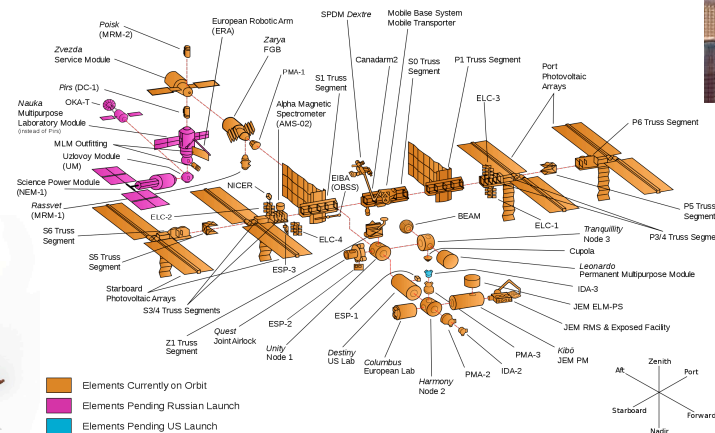 Poisk
(MRM-2)
Zvezda
Service Module
Pirs (DC-1)
OKA-T
Nauka
Multipurpose
Laboratory Module
(instead of Pirs)
MLM Outfitting
Uzlovoy Module
(UM)
Science Power Module
(NEM-1)
Rassvet
(MRM-1)
S6 Truss
Segment
S5 Truss
Segment
Starboard
Photovoltaic Arrays
S3/4 Truss Segments
European Robotic Arm
(ERA)
Zarya
FGB
PMA-1
Alpha Magnetic
Spectrometer
(AMS-02)
S1 Truss
Segment
SPDM Dextre
Canadarm2
Mobile Base System
Mobile Transporter
S0 Truss
Segment
P1 Truss Segment
ELC-3
Port
Photovoltaic
Arrays
P6 Truss Segment
P5 Truss
Segment
P3/4 Truss Segme
NICER
EIBA
(OBSS)
ELC-2
ELC-4
ESP-3
BEAM
ELC-1
Tranquillity
Node 3
Cupola
Leonardo
Permanent Multipurpose Module
IDA-3
JEM ELM-PS
JEM RMS & Exposed Facility
Kibō
JEM PM
PMA-3
IDA-2
PMA-2
Harmony
Node 2
Columbus
European Lab
Destiny
US Lab
ESP-1
Unity
Node 1
ESP-2
Quest
Joint Airlock
Z1 Truss
Segment
Elements Currently on Orbit
Elements Pending Russian Launch
Elements Pending US Launch
Zenith
Aft
Port
Starboard
Forward
Nadir